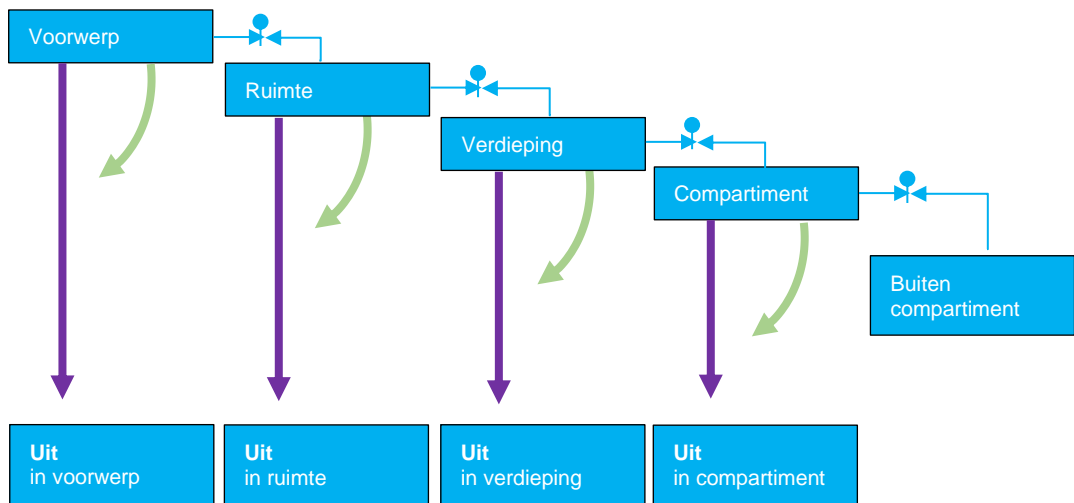 Voorwerp
Ruimte
Verdieping
Compartiment
Buiten
compartiment
Uit
in voorwerp
Uit
in ruimte
Uit
in verdieping
Uit
in compartiment